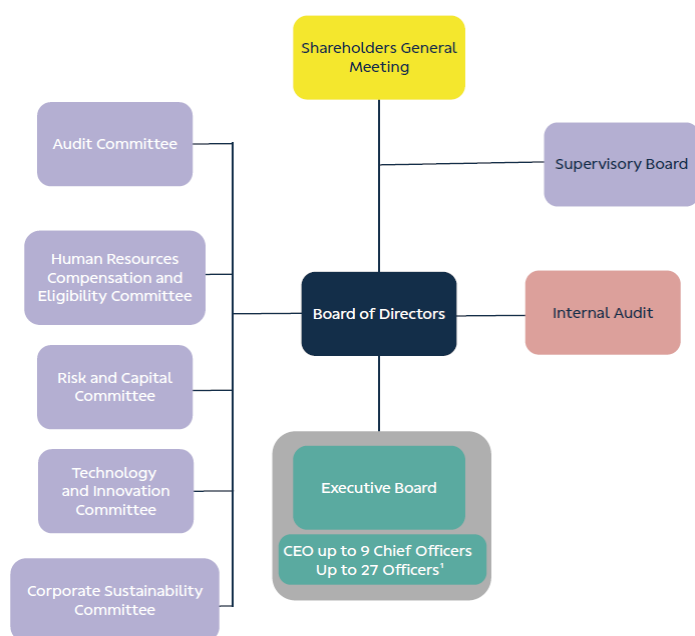 Shareholders General
Meeting
Audit Committee
Supervisory Board
Human Resources
Compensation and
Eligibility Committee
Board of Directors
Internal Audit
Risk and Capital
Committee
Technology
and Innovation
Committee
Executive Board
CEO up to 9 Chief Officers
Up to 27 Officers¹
Corporate Sustainability
Committee